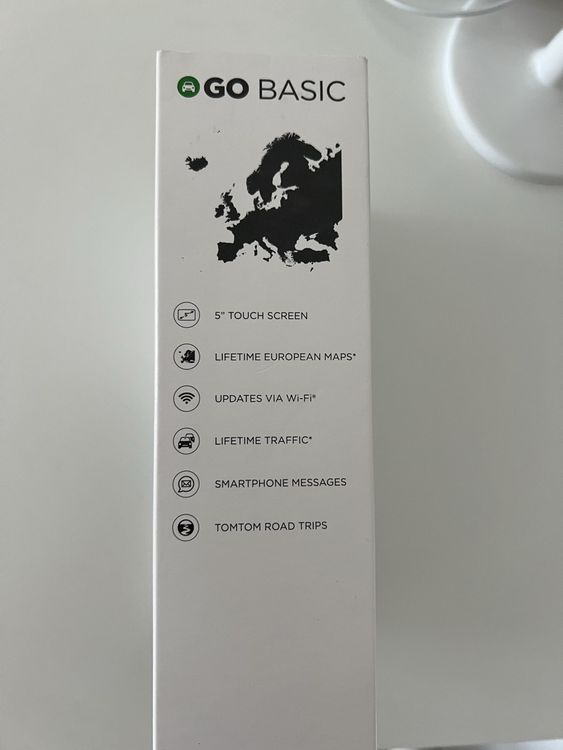 GO BASIC
5" TOUCH SCREEN
LIFETIME EUROPEAN MAPS*
UPDATES VIA Wi-Fi®
LIFETIME TRAFFIC*
SMARTPHONE MESSAGES
TOMTOM ROAD TRIPS